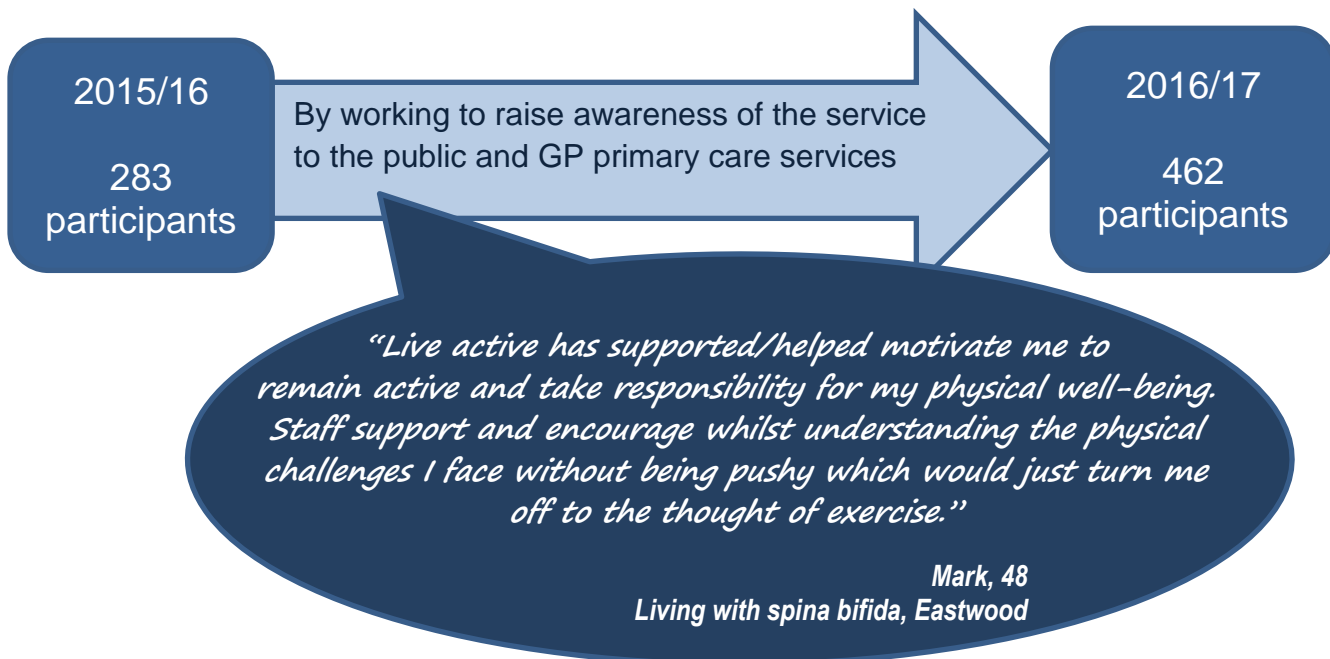 2015/16
283
participants
By working to raise awareness of the service
to the public and GP primary care services
2016/17
462
participants
“Live active has supported/helped motivate me to
remain active and take responsibility for my physical well-being.
Staff support and encourage whilst understanding the physical
challenges I face without being pushy which would just turn me
off to the thought of exercise.”
Mark, 48
Living with spina bifida, Eastwood